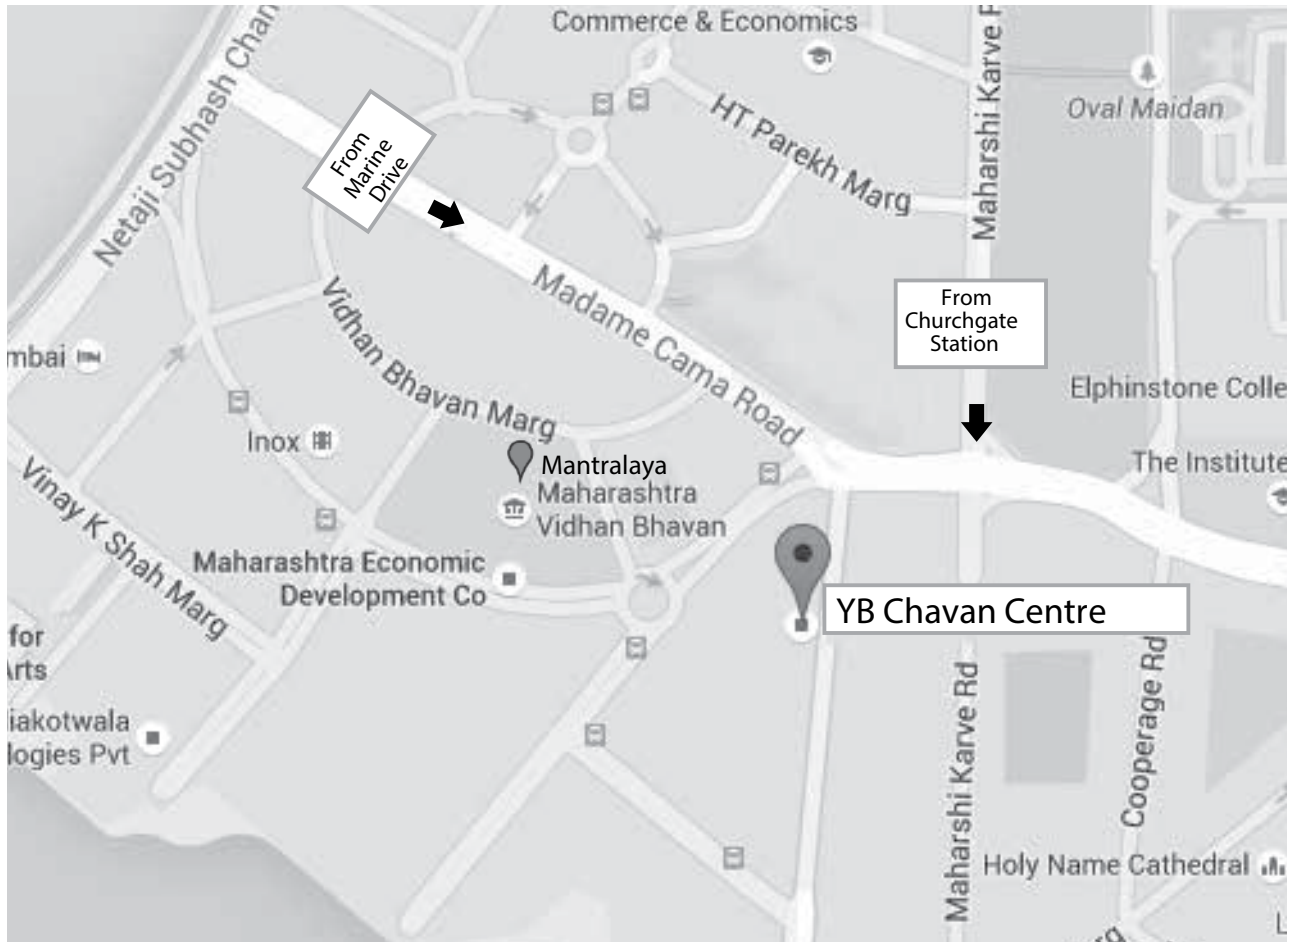 Commerce & Economics
Netaji Subhash Chan
HT Parekh Marg
Maharshi Karve
Oval Maidan
From
Marine
Drive
From
Churchgate
Station
Madame Cama Road
Vidhan Bhavan Marg
mbai
Inox
Elphinstone Colle
The Institute
Mantralaya
Maharashtra
Vidhan Bhavan
Vinay K Shah Marg
Maharashtra Economic
Development Co
YB Chavan Centre
for
Arts
iakotwala
logies Pvt
Maharshi Karve Rd
Cooperage Rd
Holy Name Cathedral